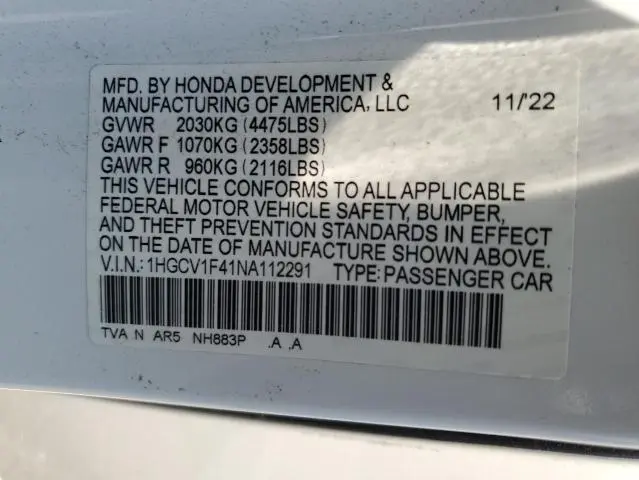 MFD. BY HONDA DEVELOPMENT &
MANUFACTURING OF AMERICA, LLC 11/'22
GVWR 2030KG (4475LBS)
GAWR F 1070KG (2358LBS)
GAWR R 960KG (2116LBS)
THIS VEHICLE CONFORMS TO ALL APPLICABLE
FEDERAL MOTOR VEHICLE SAFETY, BUMPER,
AND THEFT PREVENTION STANDARDS IN EFFECT
ON THE DATE OF MANUFACTURE SHOWN ABOVE.
V.I.N.: 1HGCV1F41NA112291 TYPE: PASSENGER CAR
TVA N AR5 NH883P .A .A